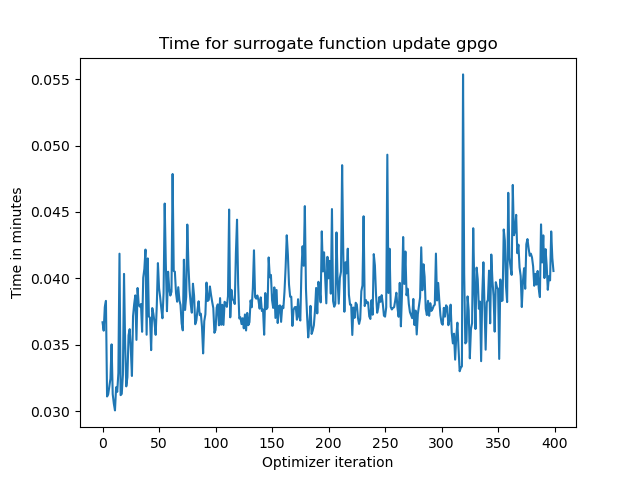 Time for surrogate function update gpgo
Time in minutes
0.055
0.050
0.045
0.040
0.035
0.030
0 50 100 150 200 250 300 350 400
Optimizer iteration